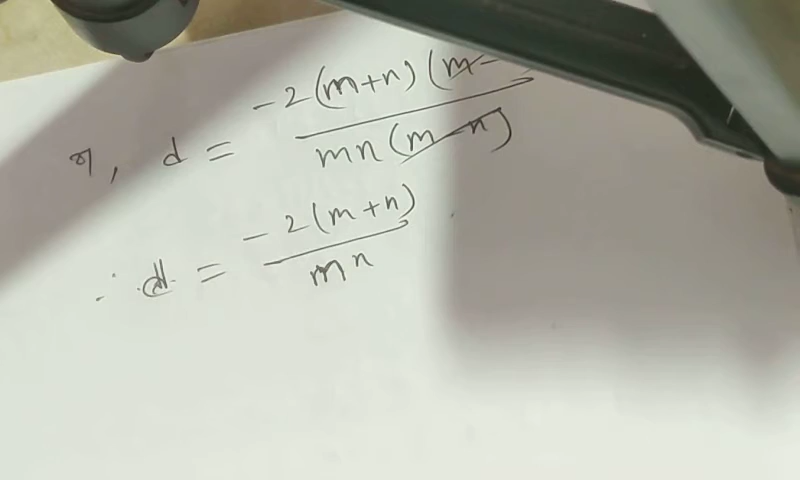 या, d = -2(m+n)(m- / mn(m-n)
∴ d = -2(m+n) / mn